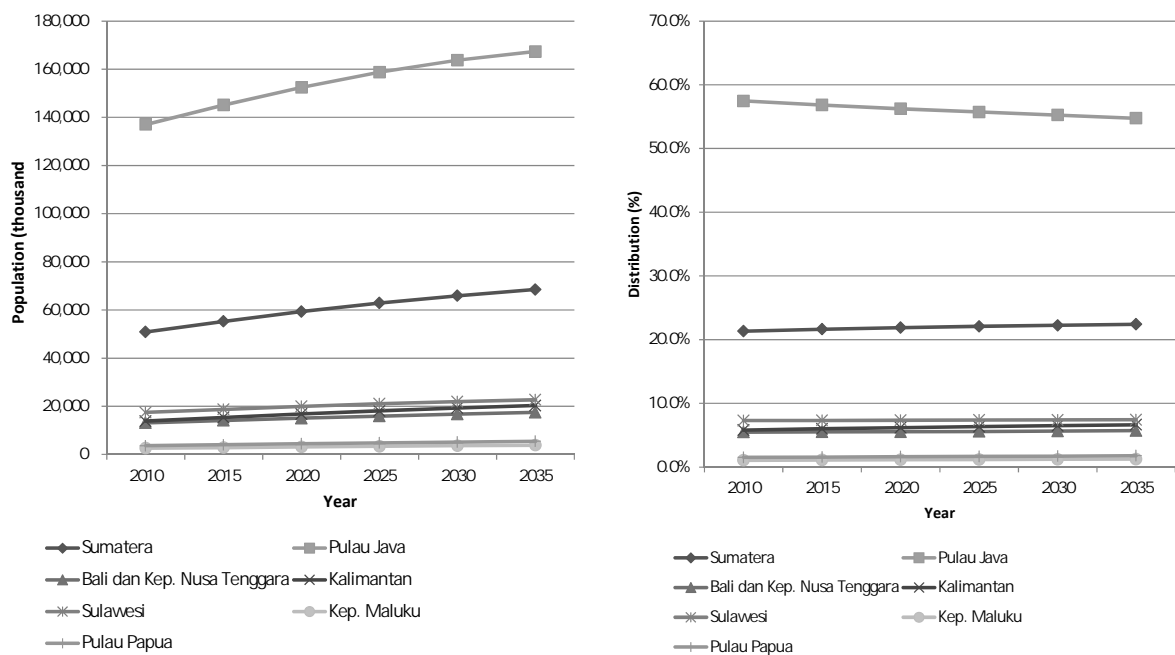 180,000
160,000
140,000
120,000
100,000
80,000
60,000
40,000
20,000
0
Population (thousand
2010 2015 2020 2025 2030 2035
Year
Sumatera Pulau Java
Bali dan Kep. Nusa Tenggara Kalimantan
Sulawesi Kep. Maluku
Pulau Papua
70.0%
60.0%
50.0%
40.0%
30.0%
20.0%
10.0%
0.0%
Distribution (%)
2010 2015 2020 2025 2030 2035
Year
Sumatera Pulau Java
Bali dan Kep. Nusa Tenggara Kalimantan
Sulawesi Kep. Maluku
Pulau Papua